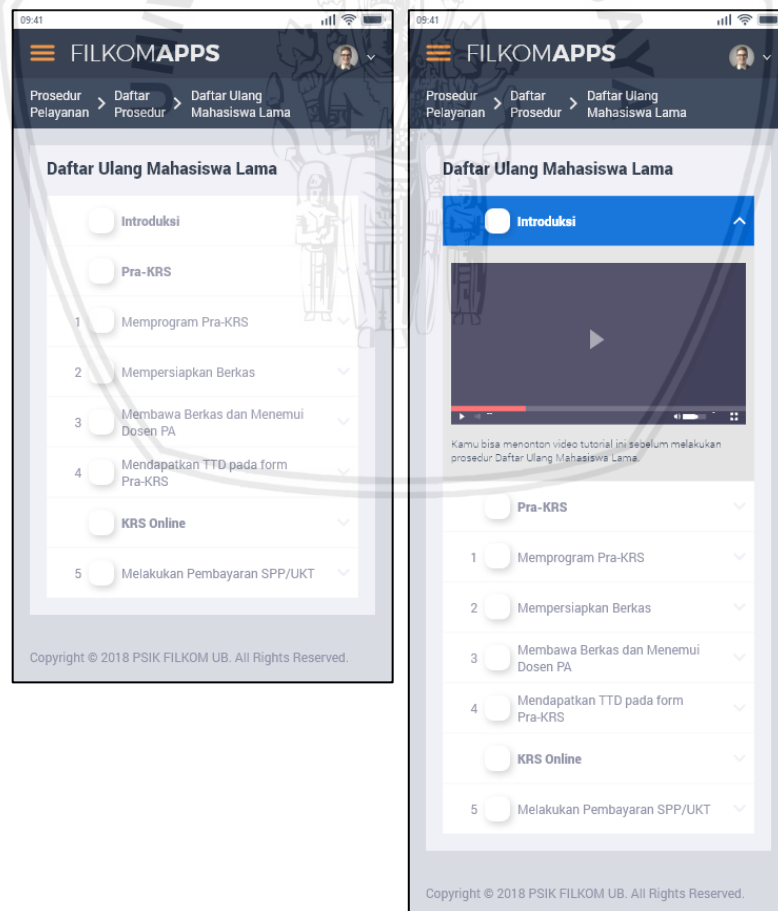 09:41
FILKOMAPPS
Prosedur Pelayanan > Daftar Prosedur > Daftar Ulang Mahasiswa Lama
Daftar Ulang Mahasiswa Lama
Introduksi
Pra-KRS
1 Memprogram Pra-KRS
2 Mempersiapkan Berkas
3 Membawa Berkas dan Menemui
Dosen PA
4 Mendapatkan TTD pada form
Pra-KRS
KRS Online
5 Melakukan Pembayaran SPP/UKT
Copyright © 2018 PSIK FILKOM UB. All Rights Reserved.
09:41
FILKOMAPPS
Prosedur Pelayanan > Daftar Prosedur > Daftar Ulang Mahasiswa Lama
Daftar Ulang Mahasiswa Lama
Introduksi
Kamu bisa menonton video tutorial ini sebelum melakukan
prosedur Daftar Ulang Mahasiswa Lama.
Pra-KRS
1 Memprogram Pra-KRS
2 Mempersiapkan Berkas
3 Membawa Berkas dan Menemui
Dosen PA
4 Mendapatkan TTD pada form
Pra-KRS
KRS Online
5 Melakukan Pembayaran SPP/UKT
Copyright © 2018 PSIK FILKOM UB. All Rights Reserved.